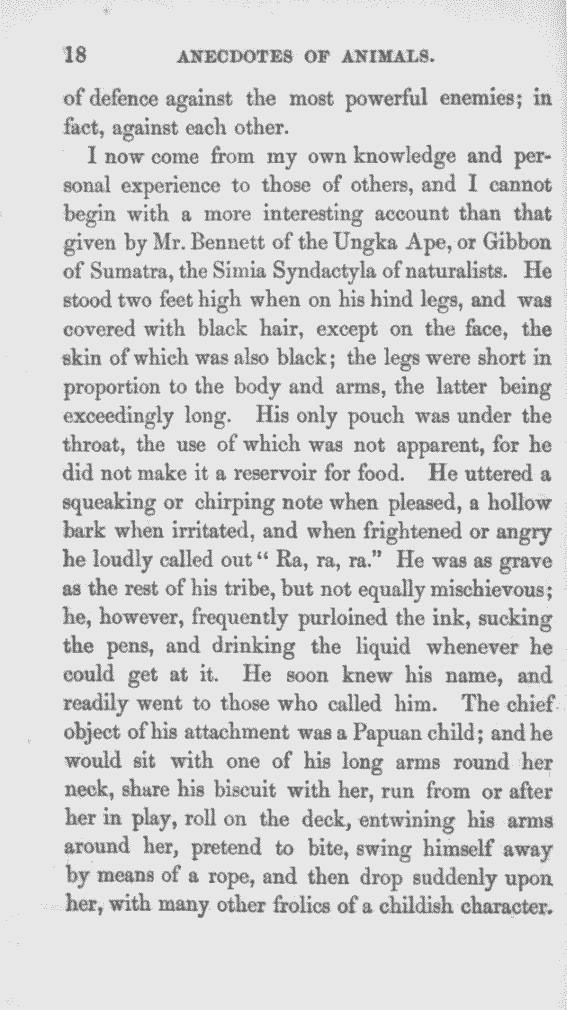 18 ANECDOTES OF ANIMALS.
of defence against the most powerful enemies; in
fact, against each other.
I now come from my own knowledge and per-
sonal experience to those of others, and I cannot
begin with a more interesting account than that
given by Mr. Bennett of the Ungka Ape, or Gibbon
of Sumatra, the Simia Syndactyla of naturalists. He
stood two feet high when on his hind legs, and was
covered with black hair, except on the face, the
skin of which was also black; the legs were short in
proportion to the body and arms, the latter being
exceedingly long. His only pouch was under the
throat, the use of which was not apparent, for he
did not make it a reservoir for food. He uttered a
squeaking or chirping note when pleased, a hollow
bark when irritated, and when frightened or angry
he loudly called out “ Ra, ra, ra.” He was as grave
as the rest of his tribe, but not equally mischievous;
he, however, frequently purloined the ink, sucking
the pens, and drinking the liquid whenever he
could get at it. He soon knew his name, and
readily went to those who called him. The chief
object of his attachment was a Papuan child; and he
would sit with one of his long arms round her
neck, share his biscuit with her, run from or after
her in play, roll on the deck, entwining his arms
around her, pretend to bite, swing himself away
by means of a rope, and then drop suddenly upon
her, with many other frolics of a childish character.